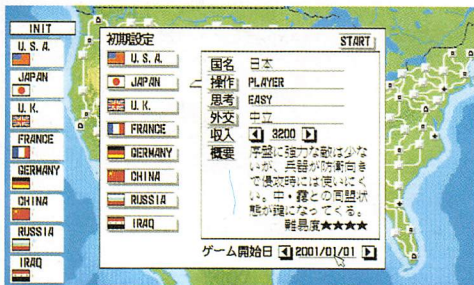 INIT
U. S. A.
JAPAN
U. K.
FRANCE
GERMANY
CHINA
RUSSIA
IRAQ
初期設定
START
U. S. A.
JAPAN
U. K.
FRANCE
GERMANY
CHINA
RUSSIA
IRAQ
国名 日本
操作 PLAYER
思考 EASY
外交 中立
収入 3200
概要 序盤に強力な敵は少な
いが、兵器が防衛向き
で侵攻時には使いにく
い。中・露との同盟状
態が鍵になってくる。
難易度★★★★
ゲーム開始日 2001/01/01